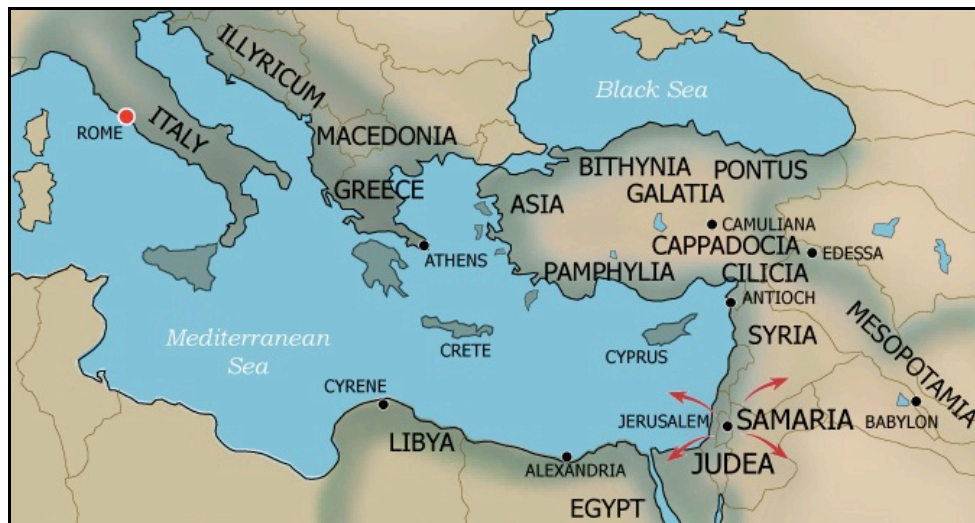 ILLYRICUM
Black Sea
ROME
ITALY
MACEDONIA
BITHYNIA
PONTUS
GREECE
ASIA
GALATIA
CAMULIANA
ATHENS
CAPPADOCIA
EDESSA
PAMPHYLIA
CILICIA
ANTIOCH
Mediterranean
Sea
CRETE
CYPRUS
SYRIA
MESOPOTAMIA
CYRENE
JERUSALEM
SAMARIA
BABYLON
LIBYA
ALEXANDRIA
JUDEA
EGYPT